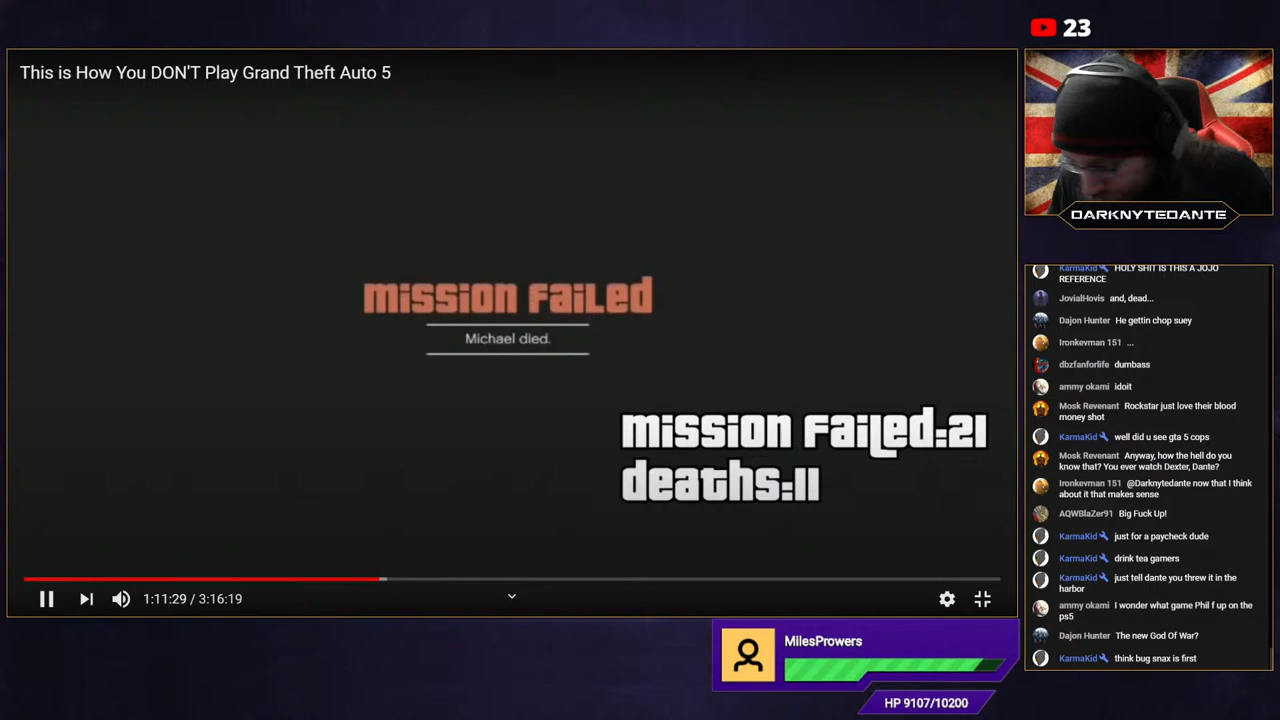 23
This is How You DON'T Play Grand Theft Auto 5
mission failed
Michael died.
mission failed:21
deaths:11
1:11:29 / 3:16:19
MilesProwers
HP 9107/10200
DARKNYTEDANTE
KarmaKid HOLY SHIT IS THIS A JOJO
REFERENCE
JovialHovis and, dead...
Dajon Hunter He gettin chop suey
Ironkevman 151 ...
dbzfanforlife dumbass
ammy okami idoit
Mosk Revenant Rockstar just love their blood
money shot
KarmaKid well did u see gta 5 cops
Mosk Revenant Anyway, how the hell do you
know that? You ever watch Dexter, Dante?
Ironkevman 151 @Darknytedante now that I think
about it that makes sense
AQWBlaZer91 Big Fuck Up!
KarmaKid just for a paycheck dude
KarmaKid drink tea gamers
KarmaKid just tell dante you threw it in the
harbor
ammy okami I wonder what game Phil f up on the
ps5
Dajon Hunter The new God Of War?
KarmaKid think bug snax is first